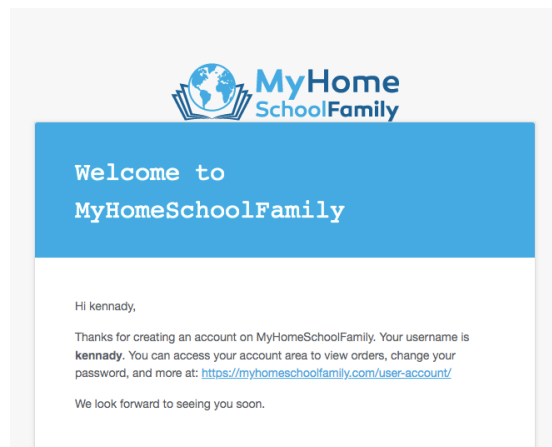 MyHome
SchoolFamily
Welcome to
MyHomeSchoolFamily
Hi kennady,
Thanks for creating an account on MyHomeSchoolFamily. Your username is
kennady. You can access your account area to view orders, change your
password, and more at: https://myhomeschoolfamily.com/user-account/
We look forward to seeing you soon.